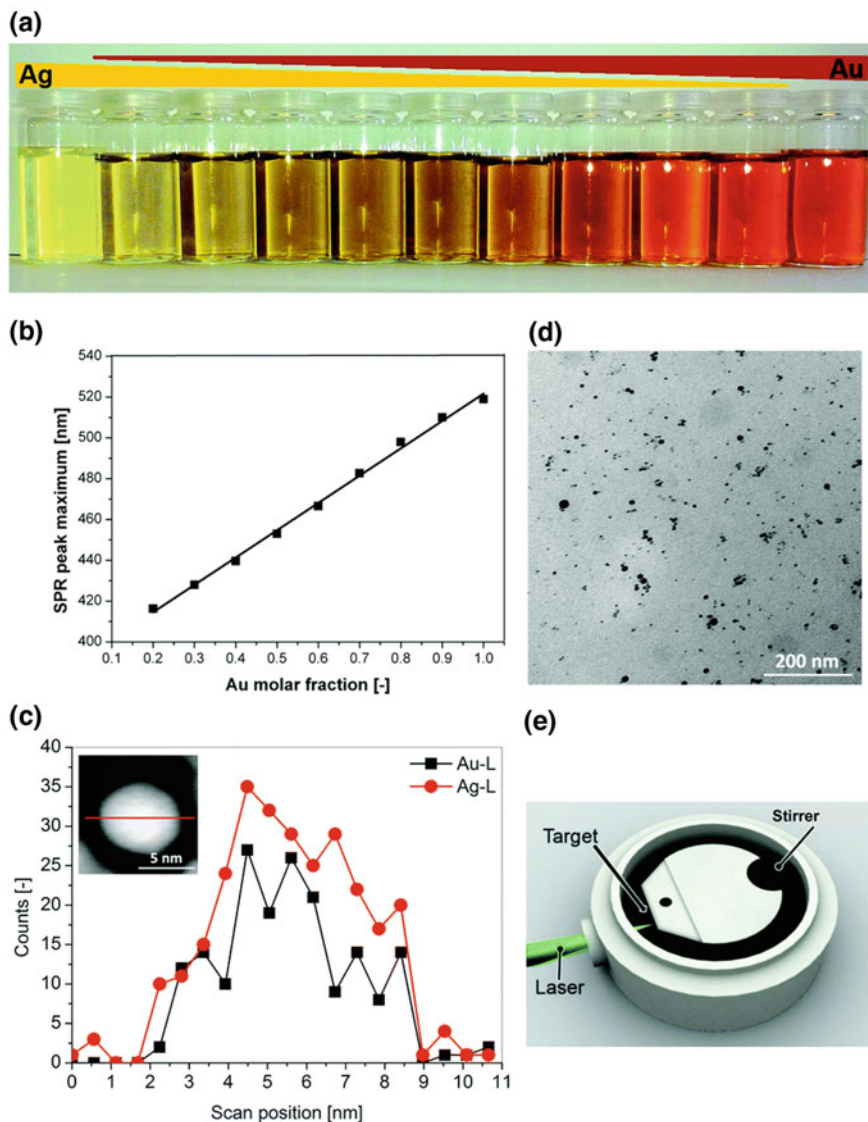 (a)
Ag
Au
(b)
540
520
500
480
460
440
420
400
SPR peak maximum [nm]
0.1 0.2 0.3 0.4 0.5 0.6 0.7 0.8 0.9 1.0
Au molar fraction [-]
(d)
200 nm
(c)
40
35
30
25
20
15
10
5
0
Counts [-]
5 nm
Au-L
Ag-L
0 1 2 3 4 5 6 7 8 9 10 11
Scan position [nm]
(e)
Target
Stirrer
Laser